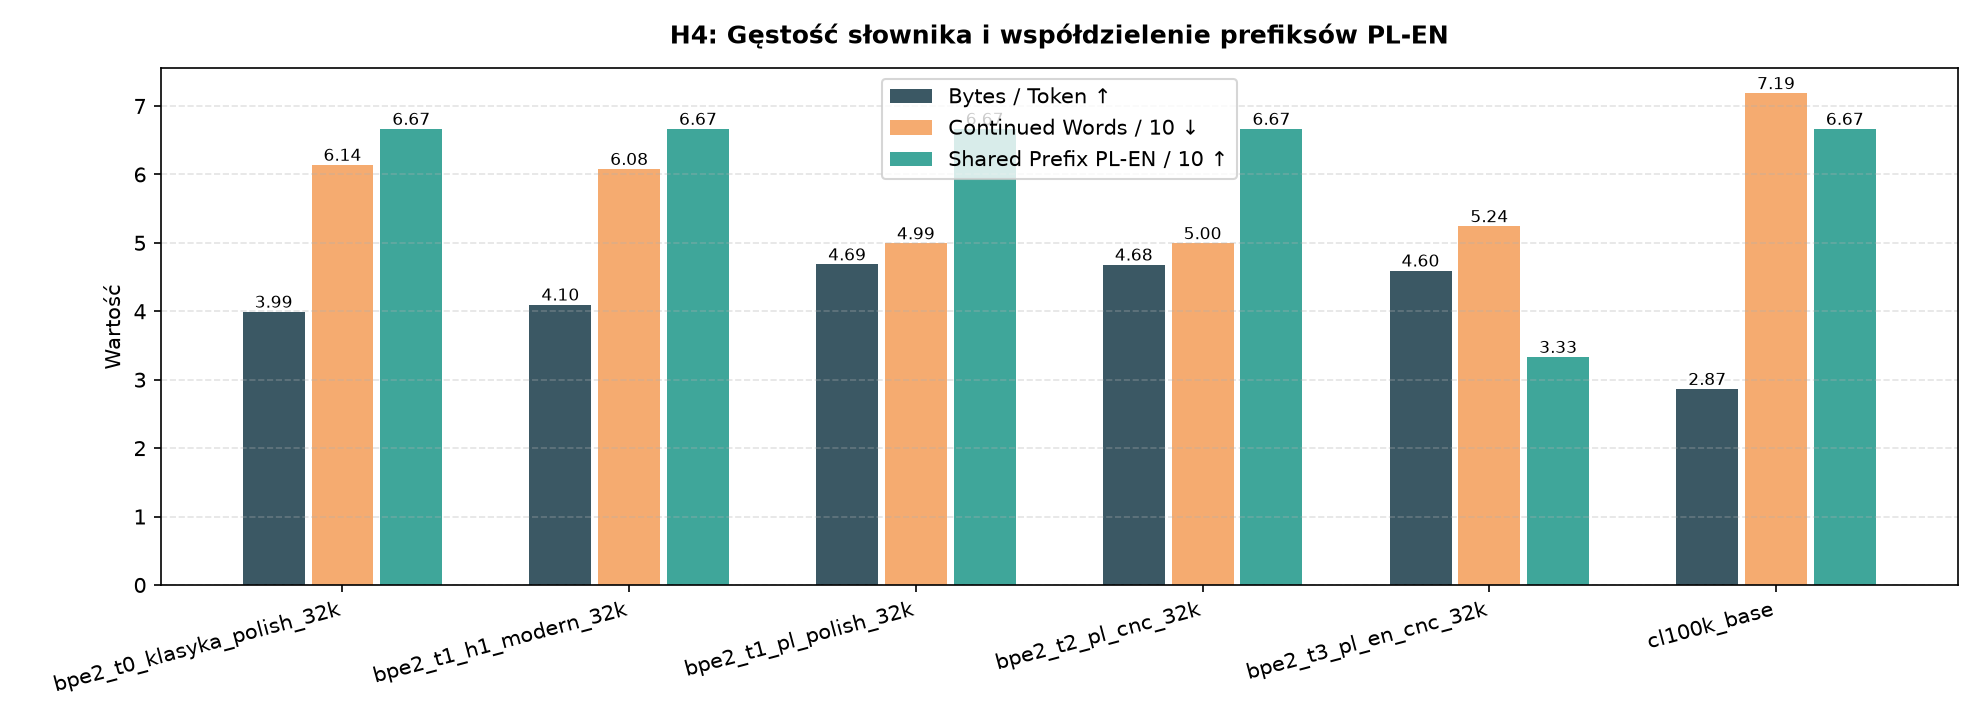 H4: Gęstość słownika i współdzielenie prefiksów PL-EN
Bytes / Token ↑
Continued Words / 10 ↓
Shared Prefix PL-EN / 10 ↑
Wartość
7
6
5
4
3
2
1
0
3.99
6.14
6.67
4.10
6.08
6.67
4.69
4.99
6.67
4.68
5.00
6.67
4.60
5.24
3.33
2.87
7.19
6.67
bpe2_t0_klasyka_polish_32k
bpe2_t1_h1_modern_32k
bpe2_t1_pl_polish_32k
bpe2_t2_pl_cnc_32k
bpe2_t3_pl_en_cnc_32k
cl100k_base